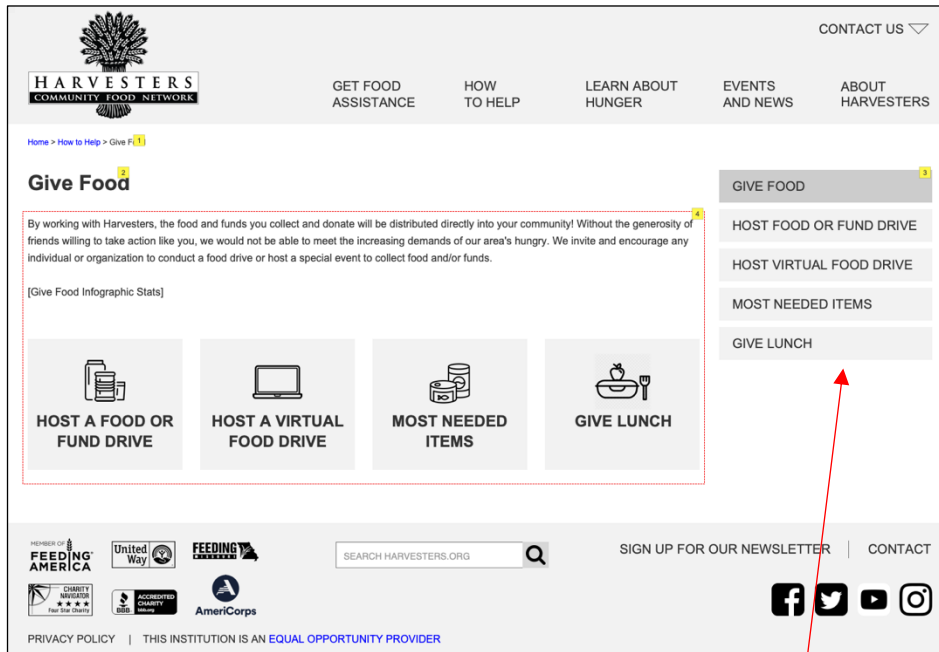 CONTACT US
HARVESTERS
COMMUNITY FOOD NETWORK
GET FOOD
ASSISTANCE
HOW
TO HELP
LEARN ABOUT
HUNGER
EVENTS
AND NEWS
ABOUT
HARVESTERS
Home > How to Help > Give F 1
Give Food 2
GIVE FOOD 3
HOST FOOD OR FUND DRIVE
HOST VIRTUAL FOOD DRIVE
MOST NEEDED ITEMS
GIVE LUNCH
4
By working with Harvesters, the food and funds you collect and donate will be distributed directly into your community! Without the generosity of
friends willing to take action like you, we would not be able to meet the increasing demands of our area's hungry. We invite and encourage any
individual or organization to conduct a food drive or host a special event to collect food and/or funds.
[Give Food Infographic Stats]
HOST A FOOD OR
FUND DRIVE
HOST A VIRTUAL
FOOD DRIVE
MOST NEEDED
ITEMS
GIVE LUNCH
MEMBER OF
FEEDING
AMERICA
United
Way
FEEDING
MISSOURI
SEARCH HARVESTERS.ORG
SIGN UP FOR OUR NEWSLETTER | CONTACT
CHARITY
NAVIGATOR
Four Star Charity
BBB
ACCREDITED
CHARITY
bbb.org
AmeriCorps
PRIVACY POLICY | THIS INSTITUTION IS AN EQUAL OPPORTUNITY PROVIDER